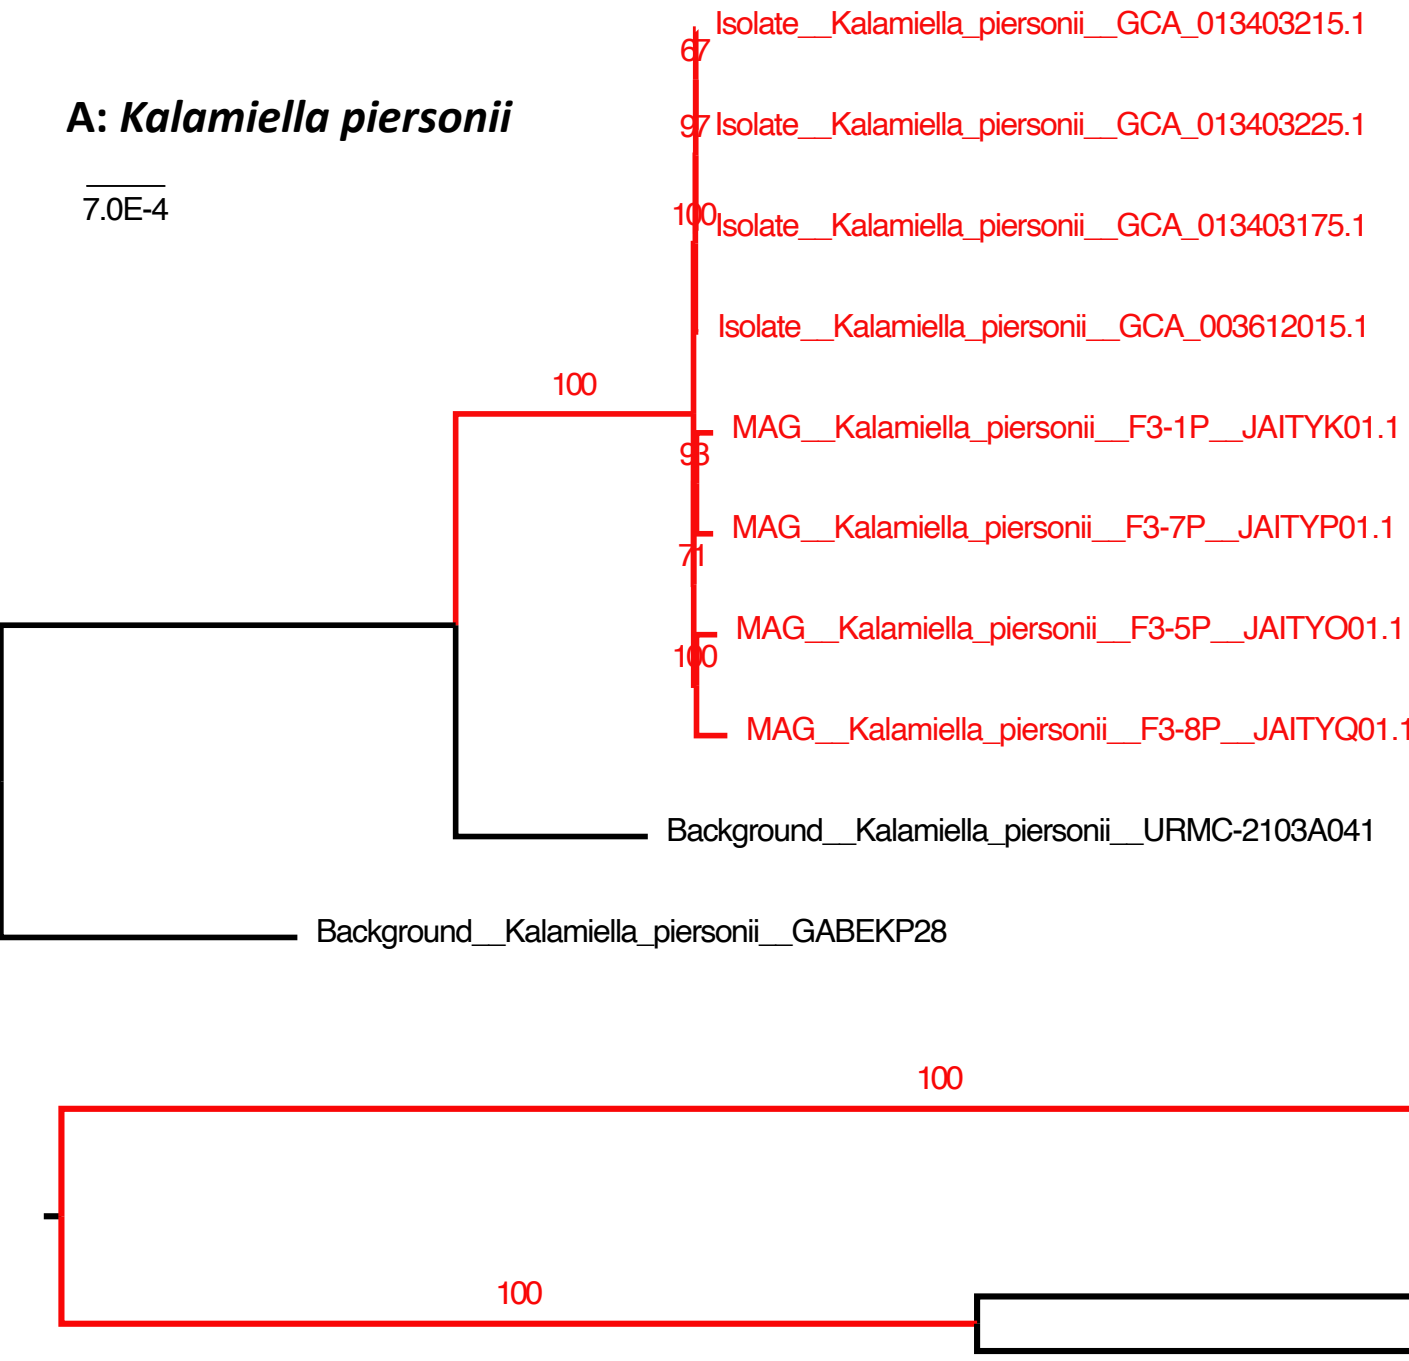 Isolate__Kalamiella_piersonii__GCA_013403215.1
67
A: Kalamiella piersonii
97
Isolate__Kalamiella_piersonii__GCA_013403225.1
7.0E-4
100
Isolate__Kalamiella_piersonii__GCA_013403175.1
Isolate__Kalamiella_piersonii__GCA_003612015.1
100
MAG__Kalamiella_piersonii__F3-1P__JAITYK01.1
93
MAG__Kalamiella_piersonii__F3-7P__JAITYP01.1
71
MAG__Kalamiella_piersonii__F3-5P__JAITYO01.1
100
MAG__Kalamiella_piersonii__F3-8P__JAITYQ01.1
Background__Kalamiella_piersonii__URMC-2103A041
Background__Kalamiella_piersonii__GABEKP28
100
100